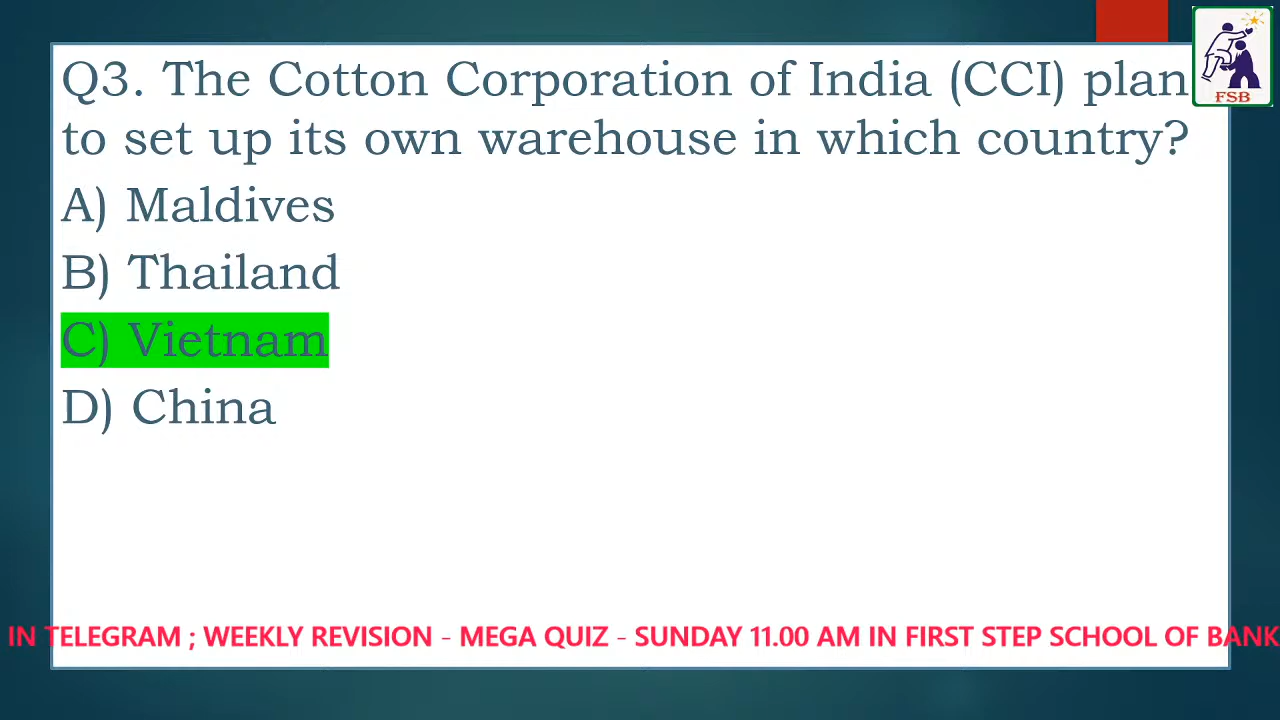 Q3. The Cotton Corporation of India (CCI) plan
to set up its own warehouse in which country?
A) Maldives
B) Thailand
C) Vietnam
D) China
FSB
IN TELEGRAM ; WEEKLY REVISION - MEGA QUIZ - SUNDAY 11.00 AM IN FIRST STEP SCHOOL OF BANK